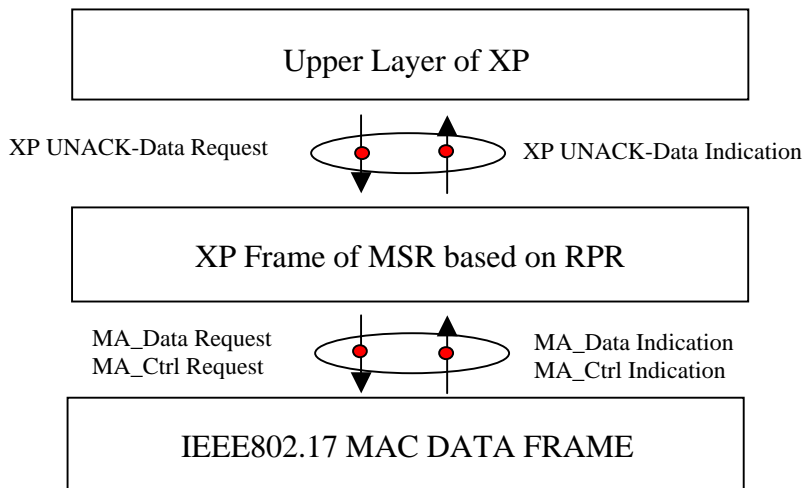 Upper Layer of XP
XP UNACK-Data Request
XP UNACK-Data Indication
XP Frame of MSR based on RPR
MA_Data Request
MA_Ctrl Request
MA_Data Indication
MA_Ctrl Indication
IEEE802.17 MAC DATA FRAME